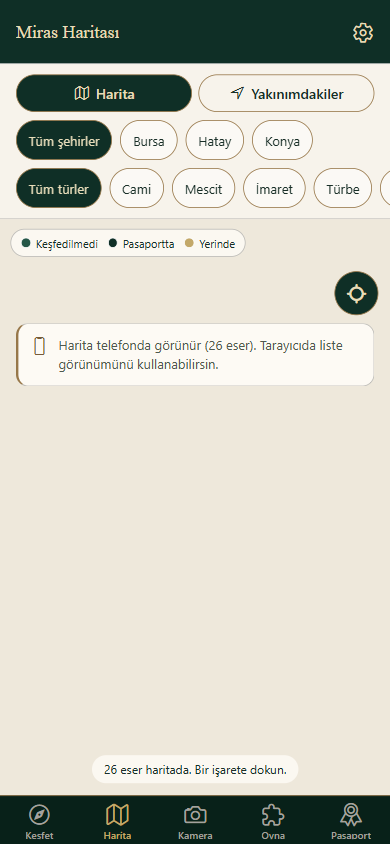 Miras Haritası
Harita
Yakınımdakiler
Tüm şehirler
Bursa
Hatay
Konya
Tüm türler
Cami
Mescit
İmaret
Türbe
Keşfedilmedi
Pasaportta
Yerinde
Harita telefonda görünür (26 eser). Tarayıcıda liste
görünümünü kullanabilirsin.
26 eser haritada. Bir işarete dokun.
Keşfet
Harita
Kamera
Oyna
Pasaport